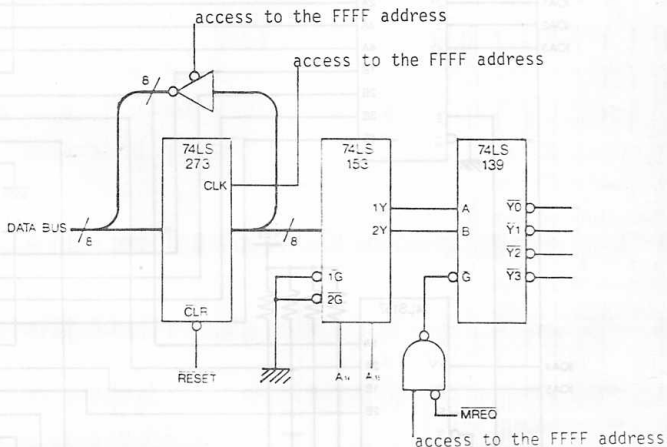 access to the FFFF address
access to the FFFF address
8
74LS
273
CLK
CLR
RESET
DATA BUS
8
8
74LS
153
1Y
2Y
1G
2G
74LS
139
A
B
G
Y0
Y1
Y2
Y3
MREQ
access to the FFFF address